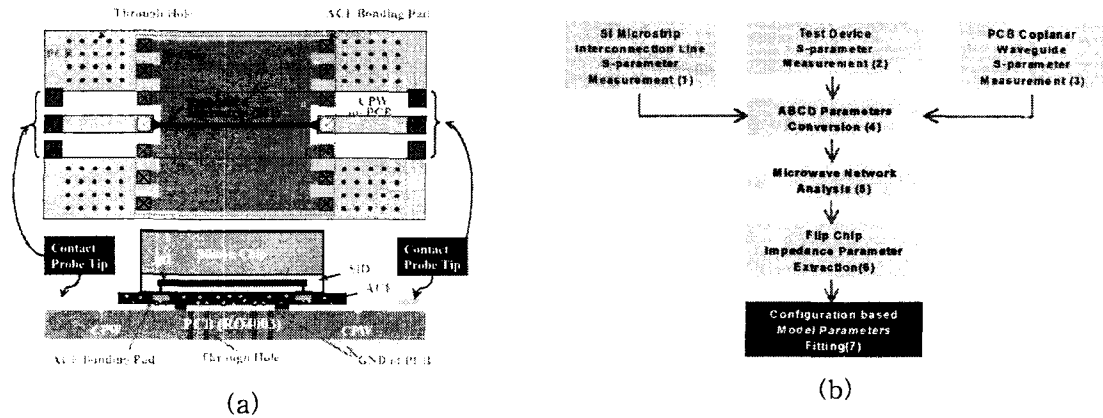 Through Hole
ACF Bonding Pad
PCB
CPW
on PCB
Contact
Probe Tip
Contact
Probe Tip
ACF
CPW
PCB (RO4003)
CPW
ACF Bonding Pad
Through Hole
GND of PCB
(a)
Si Microstrip
Interconnection Line
S-parameter
Measurement (1)
Test Device
S-parameter
Measurement (2)
PCB Coplanar
Waveguide
S-parameter
Measurement (3)
ABCD Parameters
Conversion (4)
Microwave Network
Analysis (5)
Flip Chip
Impedance Parameter
Extraction(6)
Configuration based
Model Parameters
Fitting(7)
(b)